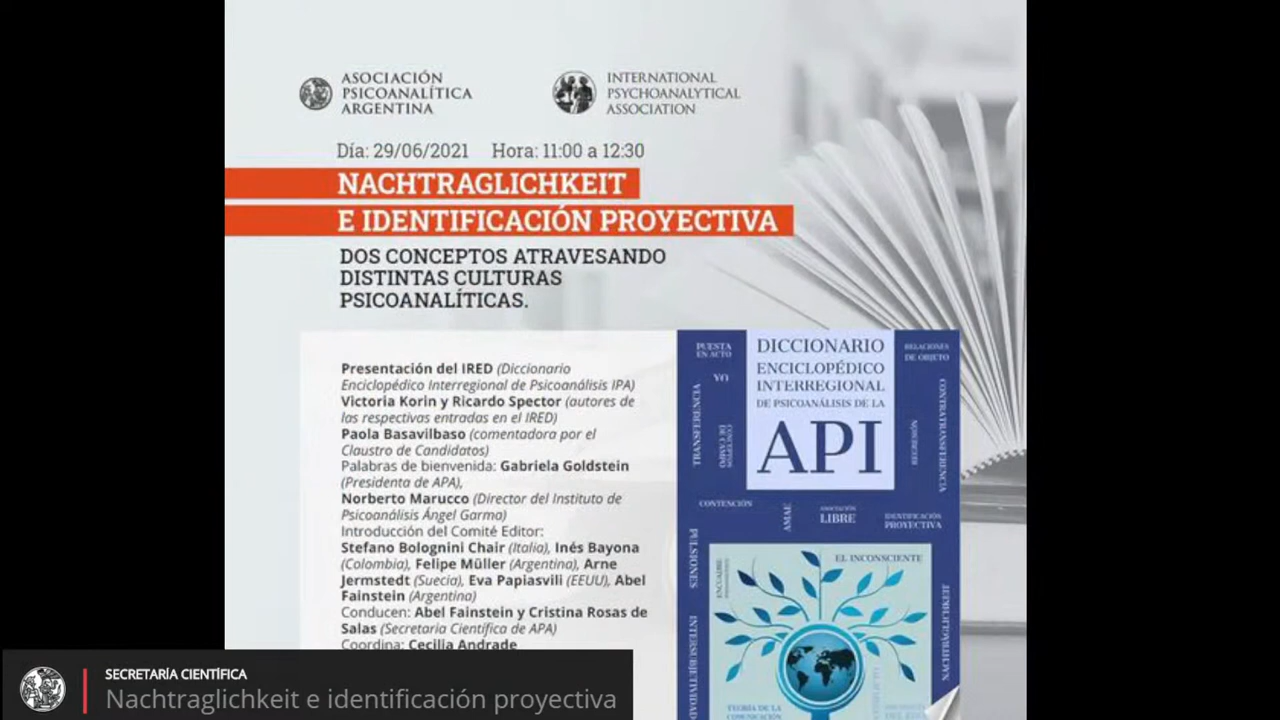 ASOCIACIÓN
PSICOANALÍTICA
ARGENTINA
INTERNATIONAL
PSYCHOANALYTICAL
ASSOCIATION
Día: 29/06/2021 Hora: 11:00 a 12:30
NACHTRAGLICHKEIT
E IDENTIFICACIÓN PROYECTIVA
DOS CONCEPTOS ATRAVESANDO
DISTINTAS CULTURAS
PSICOANALÍTICAS.
Presentación del IRED (Diccionario
Enciclopédico Interregional de Psicoanálisis IPA)
Victoria Korin y Ricardo Spector (autores de
las respectivas entradas en el IRED)
Paola Basavilbaso (comentadora por el
Claustro de Candidatos)
Palabras de bienvenida: Gabriela Goldstein
(Presidenta de APA),
Norberto Marucco (Director del Instituto de
Psicoanálisis Ángel Garma)
Introducción del Comité Editor:
Stefano Bolognini Chair (Italia), Inés Bayona
(Colombia), Felipe Müller (Argentina), Arne
Jermstedt (Suecia), Eva Papiasvili (EEUU), Abel
Fainstein (Argentina)
Conducen: Abel Fainstein y Cristina Rosas de
Salas (Secretaria Científica de APA)
Coordina: Cecilia Andrade
PUESTA
EN ACTO
YO
TRANSFERENCIA
CONCEPTOS
DE CAMPO
DICCIONARIO
ENCICLOPÉDICO
INTERREGIONAL
DE PSICOANÁLISIS DE LA
API
RELACIONES
DE OBJETO
CONTRATRANSFERENCIA
CONTENCIÓN
AMAE
ASOCIACIÓN
LIBRE
IDENTIFICACIÓN
PROYECTIVA
PULSIONES
INTERSUBJETIVIDAD
ENCUADRE
EL INCONSCIENTE
NACHTRÄGLICHKEIT
TEORÍA DE LA
COMUNICACIÓN
SECRETARÍA CIENTÍFICA
Nachtraglichkeit e identificación proyectiva